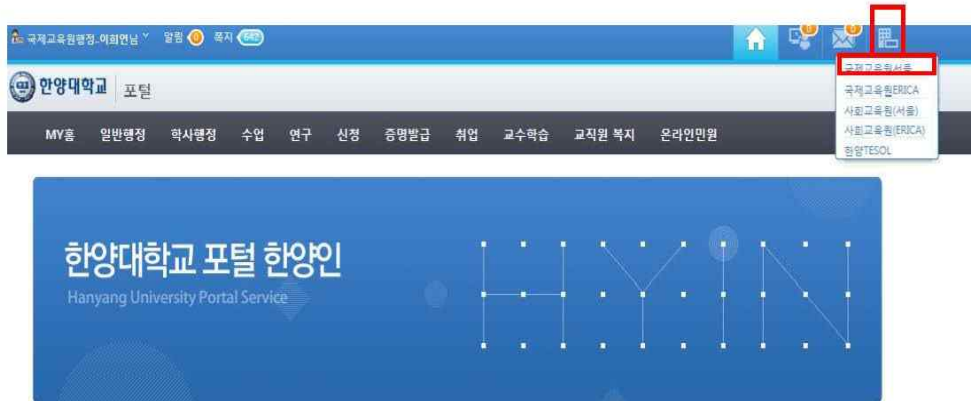 국제교육원행정.이희연님 알림 0 쪽지 642
0 0
한양대학교 포털
MY홈 일반행정 학사행정 수업 연구 신청 증명발급 취업 교수학습 교직원 복지 온라인민원
국제교육원서울
국제교육원ERICA
사회교육원(서울)
사회교육원(ERICA)
한양TESOL
한양대학교 포털 한양인
Hanyang University Portal Service
HYIN